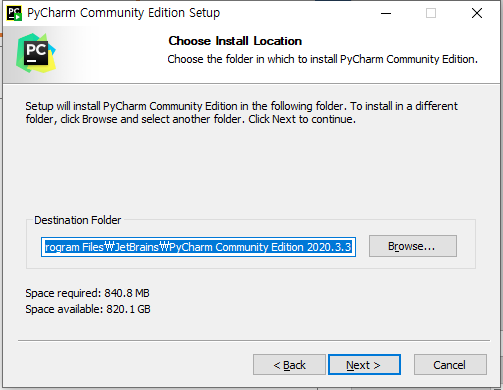 PyCharm Community Edition Setup
PC
Choose Install Location
Choose the folder in which to install PyCharm Community Edition.
Setup will install PyCharm Community Edition in the following folder. To install in a different
folder, click Browse and select another folder. Click Next to continue.
Destination Folder
rogram Files₩JetBrains₩PyCharm Community Edition 2020.3.3
Browse...
Space required: 840.8 MB
Space available: 820.1 GB
< Back
Next >
Cancel